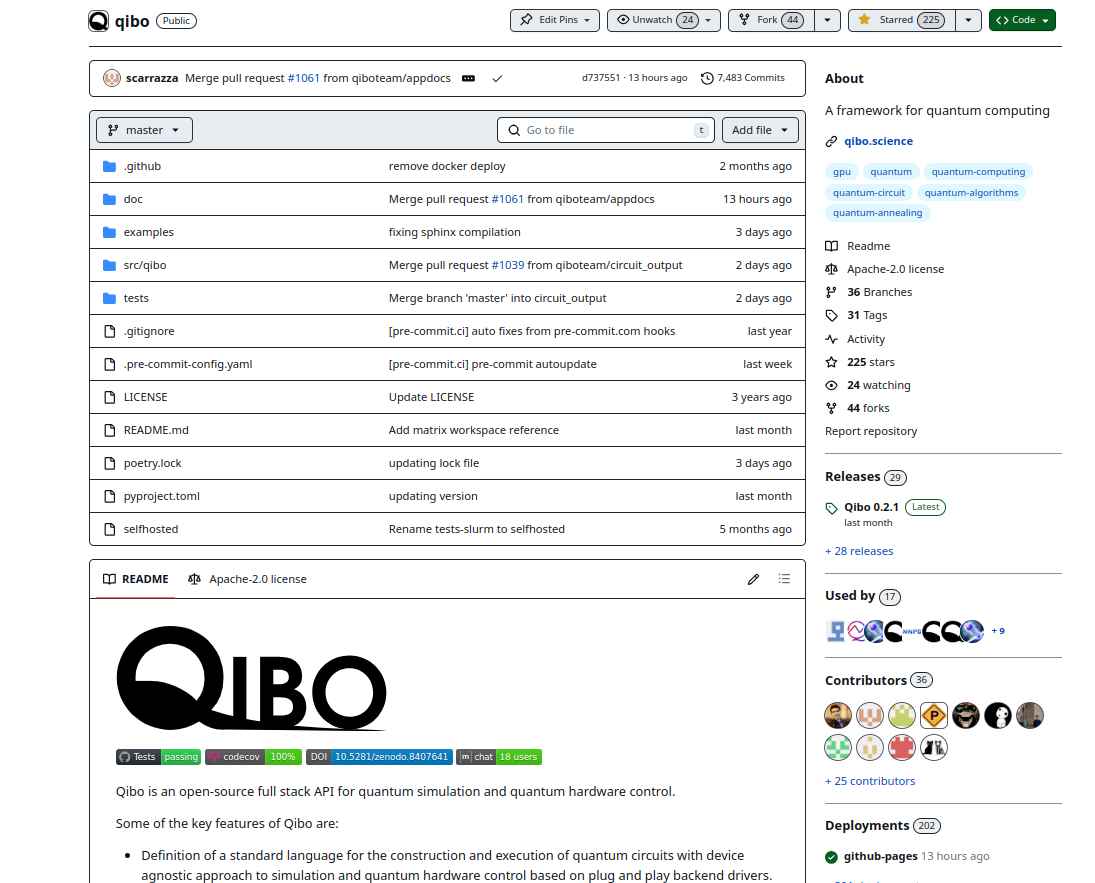 qibo Public Edit Pins Unwatch 24 Fork 44 Starred 225 Code
scarrazza Merge pull request #1061 from qiboteam/appdocs d737551 · 13 hours ago 7,483 Commits
master Go to file t Add file
.github remove docker deploy 2 months ago
doc Merge pull request #1061 from qiboteam/appdocs 13 hours ago
examples fixing sphinx compilation 3 days ago
src/qibo Merge pull request #1039 from qiboteam/circuit_output 2 days ago
tests Merge branch 'master' into circuit_output 2 days ago
.gitignore [pre-commit.ci] auto fixes from pre-commit.com hooks last year
.pre-commit-config.yaml [pre-commit.ci] pre-commit autoupdate last week
LICENSE Update LICENSE 3 years ago
README.md Add matrix workspace reference last month
poetry.lock updating lock file 3 days ago
pyproject.toml updating version last month
selfhosted Rename tests-slurm to selfhosted 5 months ago
README Apache-2.0 license
QIBO
Tests passing codecov 100% DOI 10.5281/zenodo.8407641 [m] chat 18 users
Qibo is an open-source full stack API for quantum simulation and quantum hardware control.
Some of the key features of Qibo are:
• Definition of a standard language for the construction and execution of quantum circuits with device
agnostic approach to simulation and quantum hardware control based on plug and play backend drivers.
About
A framework for quantum computing
qibo.science
gpu quantum quantum-computing
quantum-circuit quantum-algorithms
quantum-annealing
Readme
Apache-2.0 license
36 Branches
31 Tags
Activity
225 stars
24 watching
44 forks
Report repository
Releases 29
Qibo 0.2.1 Latest
last month
+ 28 releases
Used by 17
NNPDF + 9
Contributors 36
P
+ 25 contributors
Deployments 202
github-pages 13 hours ago